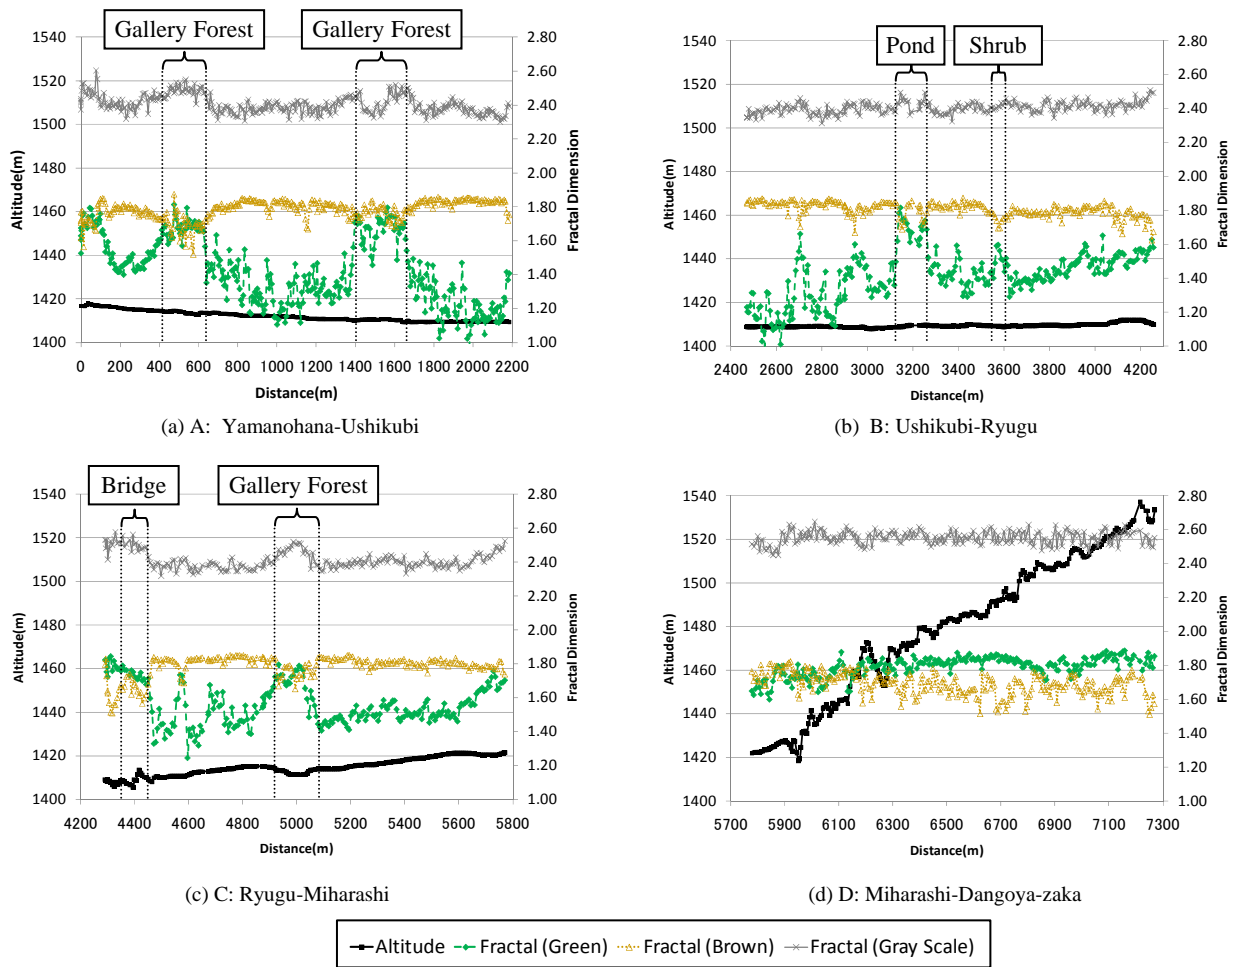 Gallery Forest
Gallery Forest
1540
1520
1500
1480
1460
1440
1420
1400
Altitude(m)
2.80
2.60
2.40
2.20
2.00
1.80
1.60
1.40
1.20
1.00
Fractal Dimension
0 200 400 600 800 1000 1200 1400 1600 1800 2000 2200
Distance(m)
(a) A: Yamanohana-Ushikubi
Pond
Shrub
1540
1520
1500
1480
1460
1440
1420
1400
Altitude(m)
2.80
2.60
2.40
2.20
2.00
1.80
1.60
1.40
1.20
1.00
Fractal Dimension
2400 2600 2800 3000 3200 3400 3600 3800 4000 4200
Distance(m)
(b) B: Ushikubi-Ryugu
Bridge
Gallery Forest
1540
1520
1500
1480
1460
1440
1420
1400
Altitude(m)
2.80
2.60
2.40
2.20
2.00
1.80
1.60
1.40
1.20
1.00
Fractal Dimension
4200 4400 4600 4800 5000 5200 5400 5600 5800
Distance(m)
(c) C: Ryugu-Miharashi
1540
1520
1500
1480
1460
1440
1420
1400
Altitude(m)
2.80
2.60
2.40
2.20
2.00
1.80
1.60
1.40
1.20
1.00
Fractal Dimension
5700 5900 6100 6300 6500 6700 6900 7100 7300
Distance(m)
(d) D: Miharashi-Dangoya-zaka
Altitude Fractal (Green) Fractal (Brown) Fractal (Gray Scale)